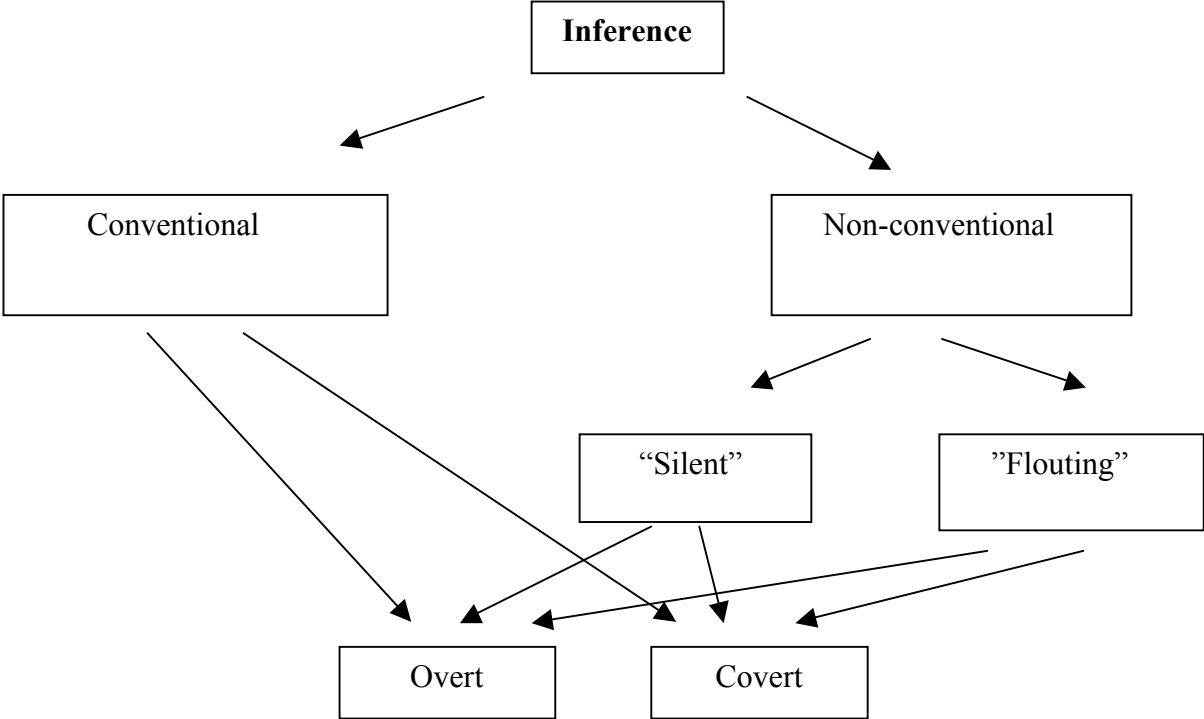 Inference
Conventional
Non-conventional
“Silent”
”Flouting”
Overt
Covert